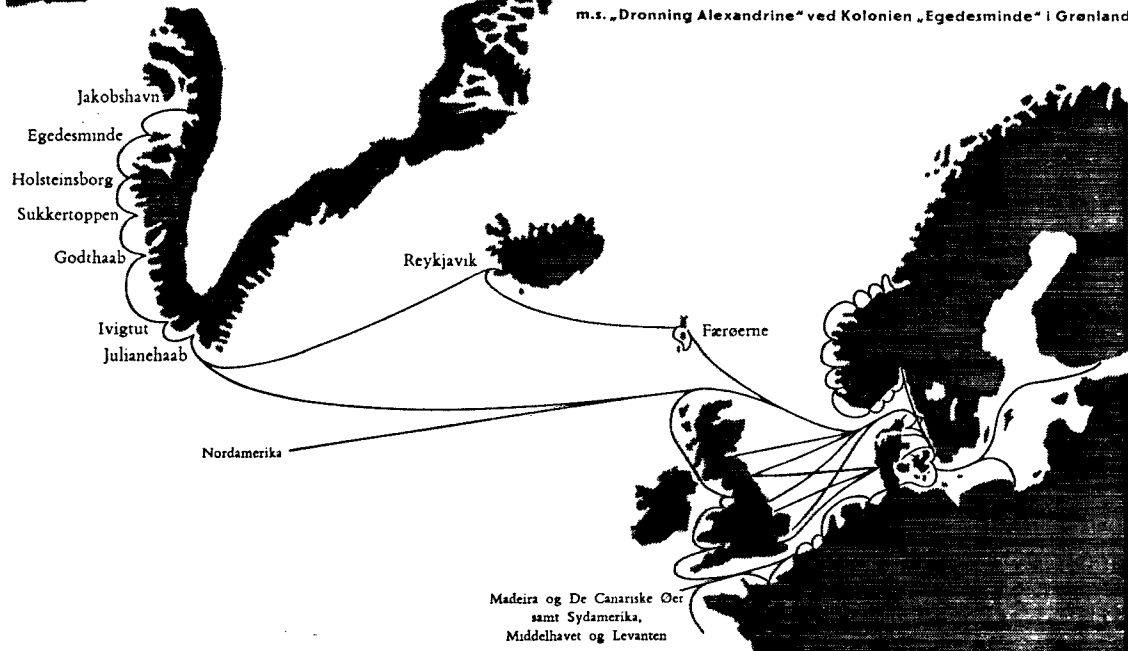 m.s. „Dronning Alexandrine“ ved Kolonien „Egedesminde“ i Grønland
Jakobshavn
Egedesminde
Holsteinsborg
Sukkertoppen
Godthaab
Reykjavik
Ivigtut
Færøerne
Julianehaab
Nordamerika
Madeira og De Canariske Øer
samt Sydamerika,
Middelhavet og Levanten